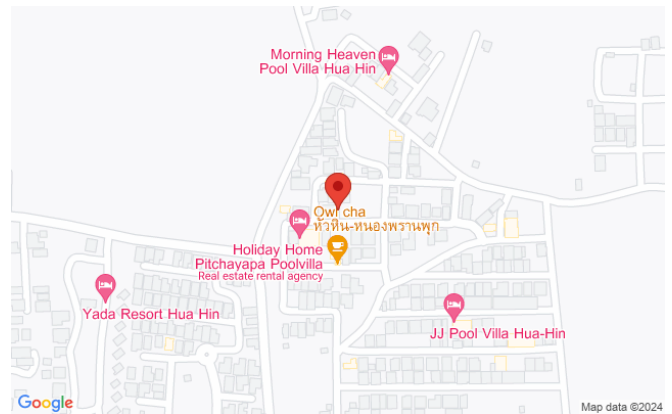 Morning Heaven
Pool Villa Hua Hin
Owl cha
หัวหิน-หนองพรานพุก
Holiday Home
Pitchayapa Poolvilla
Real estate rental agency
Yada Resort Hua Hin
JJ Pool Villa Hua-Hin
Google
Map data ©2024